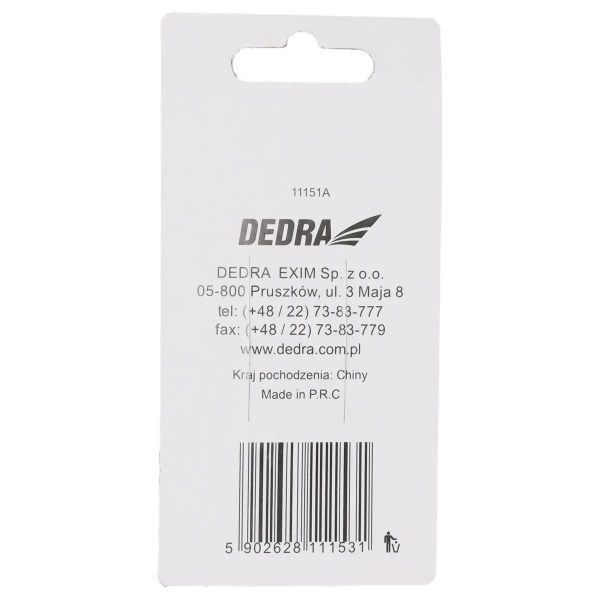 11151A
DEDRA
DEDRA EXIM Sp. z o.o.
05-800 Pruszków, ul. 3 Maja 8
tel: (+48 / 22) 73-83-777
fax: (+48 / 22) 73-83-779
www.dedra.com.pl
Kraj pochodzenia: Chiny
Made in P.R.C
5 902628 111531